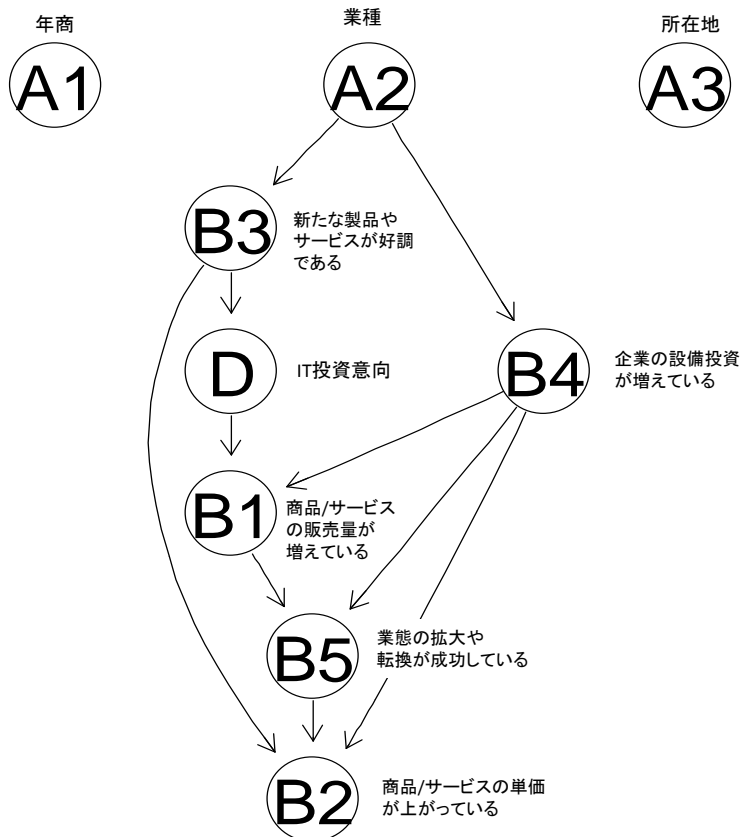 年商
業種
所在地
A1
A2
A3
B3
新たな製品や
サービスが好調
である
D
IT投資意向
B4
企業の設備投資
が増えている
B1
商品/サービス
の販売量が
増えている
B5
業態の拡大や
転換が成功している
B2
商品/サービスの単価
が上がっている